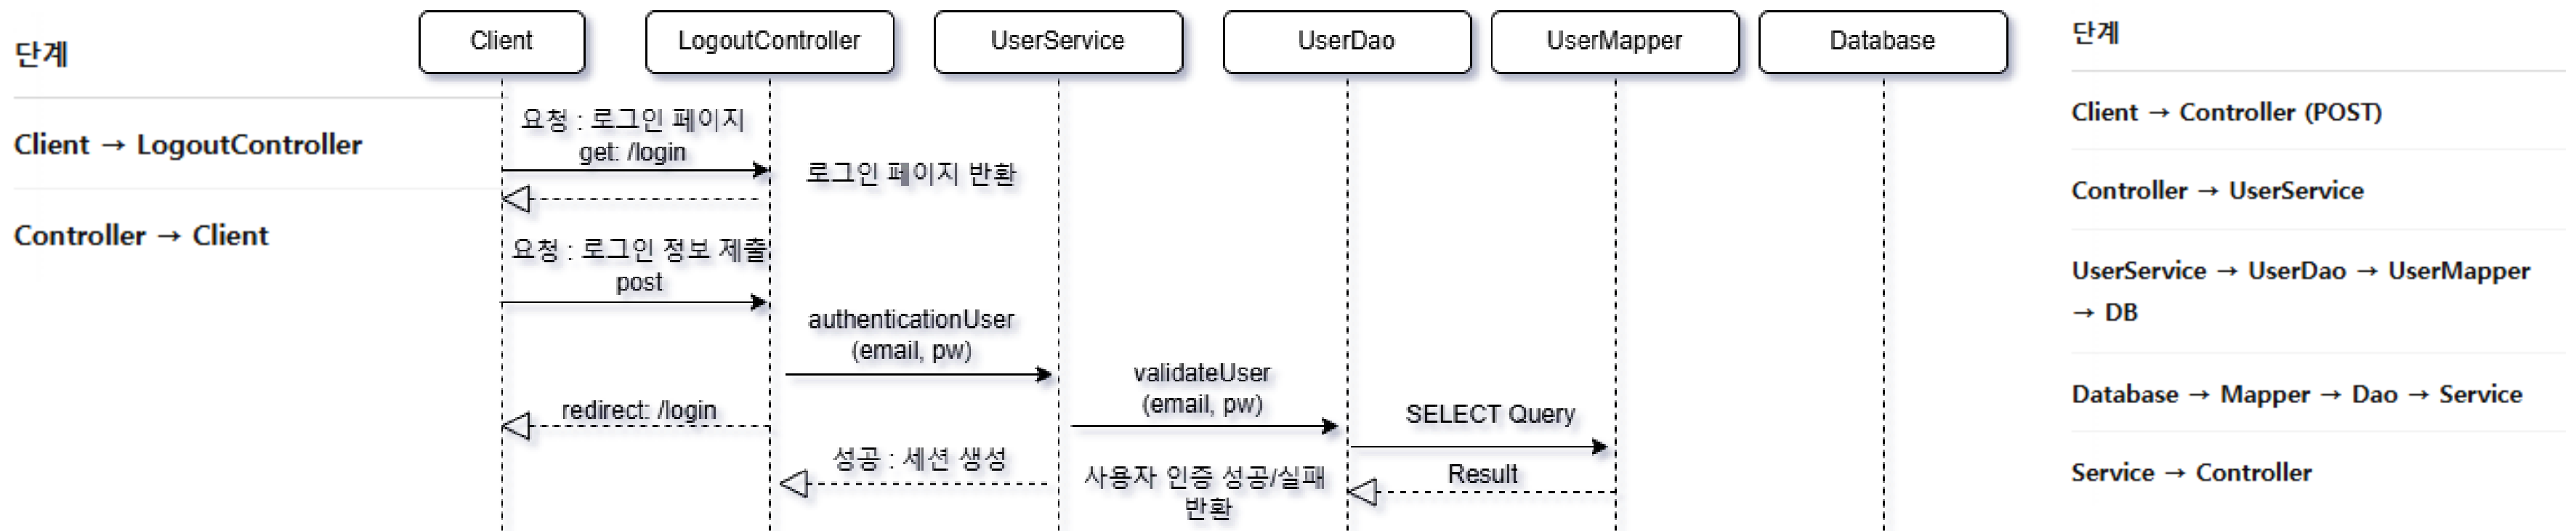 단계
Client → LogoutController
Controller → Client
Client
LogoutController
UserService
UserDao
UserMapper
Database
요청 : 로그인 페이지
get: /login
로그인 페이지 반환
요청 : 로그인 정보 제출
post
authenticationUser
(email, pw)
validateUser
(email, pw)
redirect: /login
SELECT Query
성공 : 세션 생성
사용자 인증 성공/실패
반환
Result
단계
Client → Controller (POST)
Controller → UserService
UserService → UserDao → UserMapper
→ DB
Database → Mapper → Dao → Service
Service → Controller